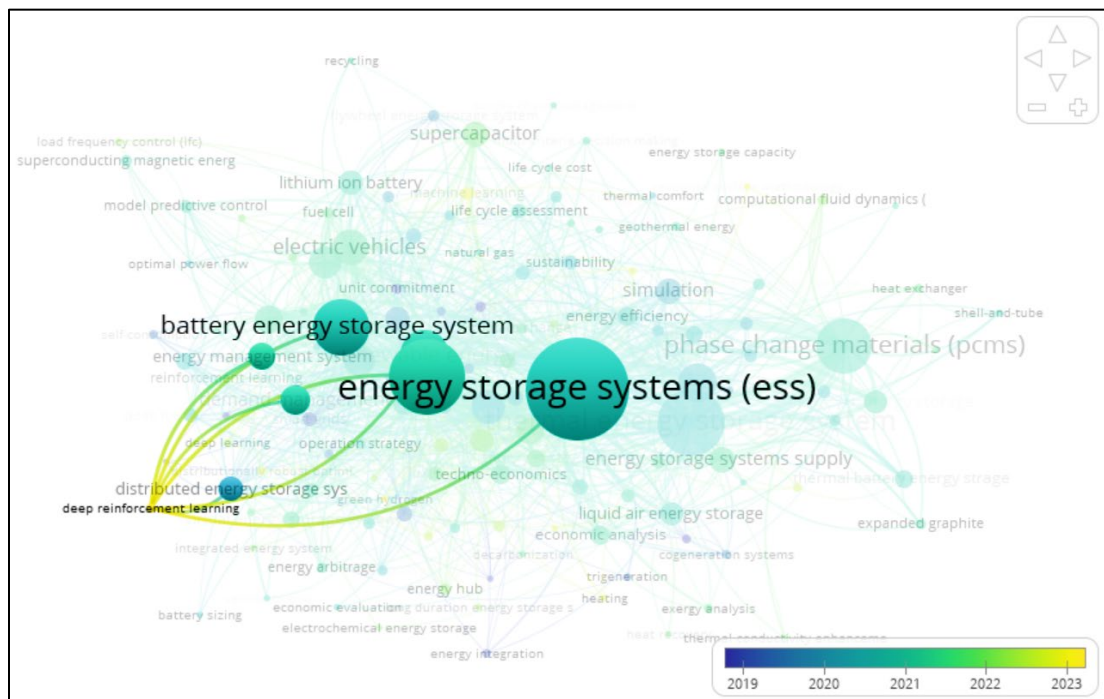 recycling
supercapacitor
load frequency control (lfc)
superconducting magnetic energ
energy storage capacity
life cycle cost
lithium ion battery
machine learning
thermal comfort
computational fluid dynamics (
model predictive control
fuel cell
life cycle assessment
geothermal energy
electric vehicles
natural gas
optimal power flow
sustainability
unit commitment
simulation
heat exchanger
shell-and-tube
battery energy storage system
energy efficiency
energy management system
phase change materials (pcms)
reinforcement learning
energy storage systems (ess)
deep learning
operation strategy
techno-economics
energy storage systems supply
distributed energy storage sys
green hydrogen
deep reinforcement learning
liquid air energy storage
expanded graphite
economic analysis
integrated energy system
decarbonization
cogeneration systems
energy arbitrage
trigeneration
energy hub
heating
battery sizing
economic evaluation
exergy analysis
electrochemical energy storage
energy integration
2019 2020 2021 2022 2023